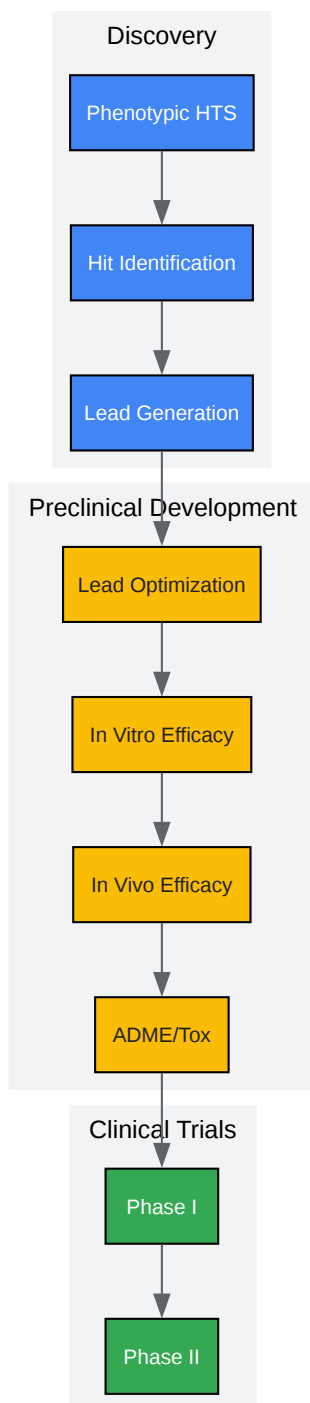 Discovery
Phenotypic HTS
Hit Identification
Lead Generation
Preclinical Development
Lead Optimization
In Vitro Efficacy
In Vivo Efficacy
ADME/Tox
Clinical Trials
Phase I
Phase II